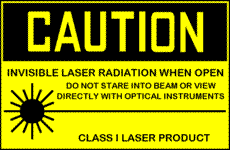 CAUTION
INVISIBLE LASER RADIATION WHEN OPEN
DO NOT STARE INTO BEAM OR VIEW
DIRECTLY WITH OPTICAL INSTRUMENTS
CLASS I LASER PRODUCT